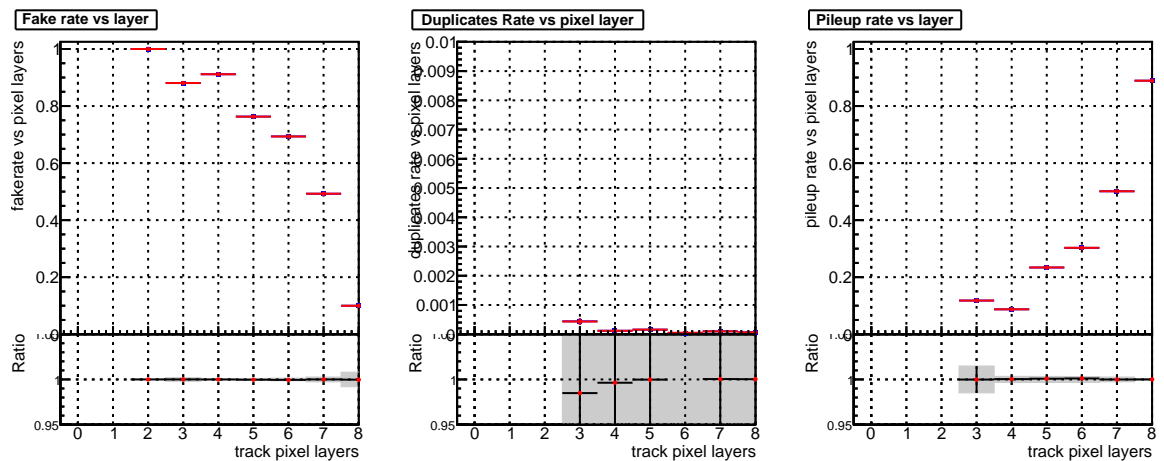 Fake rate vs layer
fakerate vs pixel layers
1
0.8
0.6
0.4
0.2
0
Ratio
1
0.95
0 1 2 3 4 5 6 7 8
track pixel layers
Duplicates Rate vs pixel layer
duplicates rate vs pixel layers
0.01
0.009
0.008
0.007
0.006
0.005
0.004
0.003
0.002
0.001
0
Ratio
1
0.95
0 1 2 3 4 5 6 7 8
track pixel layers
Pileup rate vs layer
pileup rate vs pixel layers
1
0.8
0.6
0.4
0.2
0
Ratio
1
0.95
0 1 2 3 4 5 6 7 8
track pixel layers